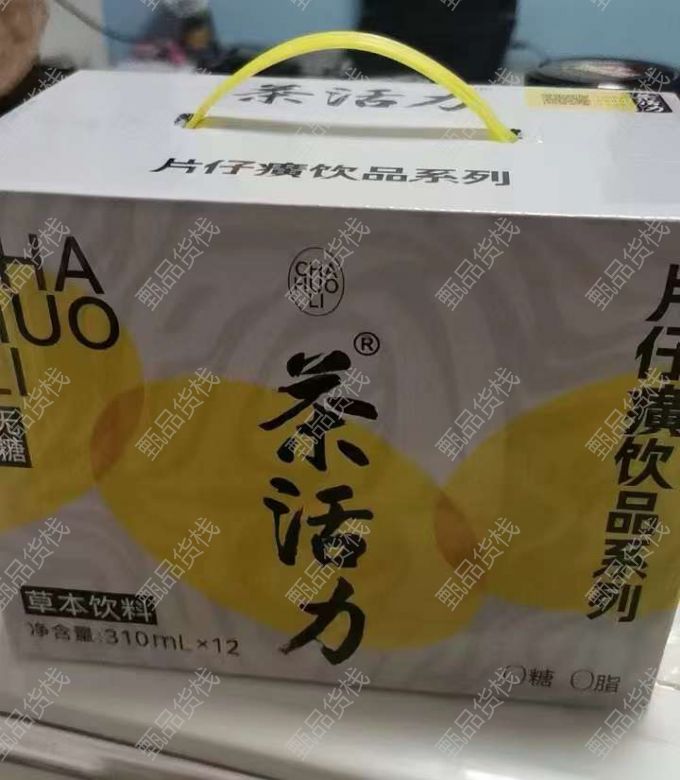 茶活力
片仔癀饮品系列
CHA
HUO
LI
无糖
CHA
HUO
LI
茶活力®
片仔癀饮品系列
草本饮料
净含量:310mL×12
0糖 0脂
甄品货栈